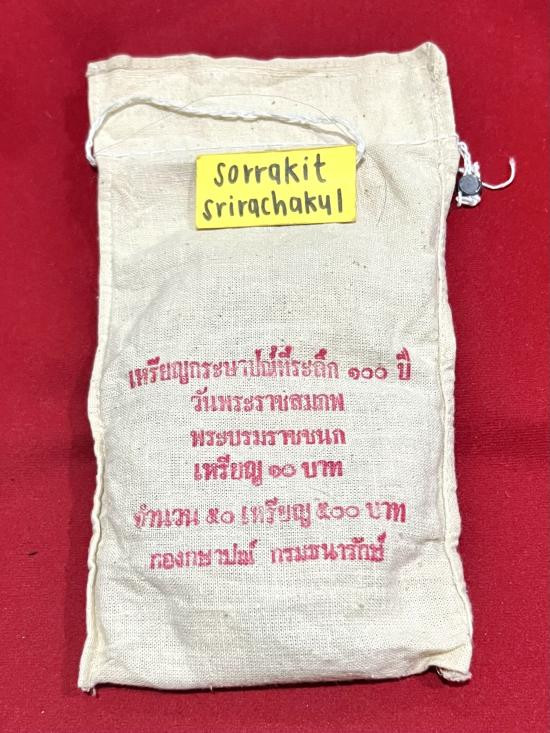 sorrakit
srirachakul
เหรียญกระษาปณ์ที่ระลึก ๑๐๐ ปี
วันพระราชสมภพ
พระบรมราชชนก
เหรียญ ๑๐ บาท
จำนวน ๕๐ เหรียญ ๕๐๐ บาท
กองกษาปณ์ กรมธนารักษ์